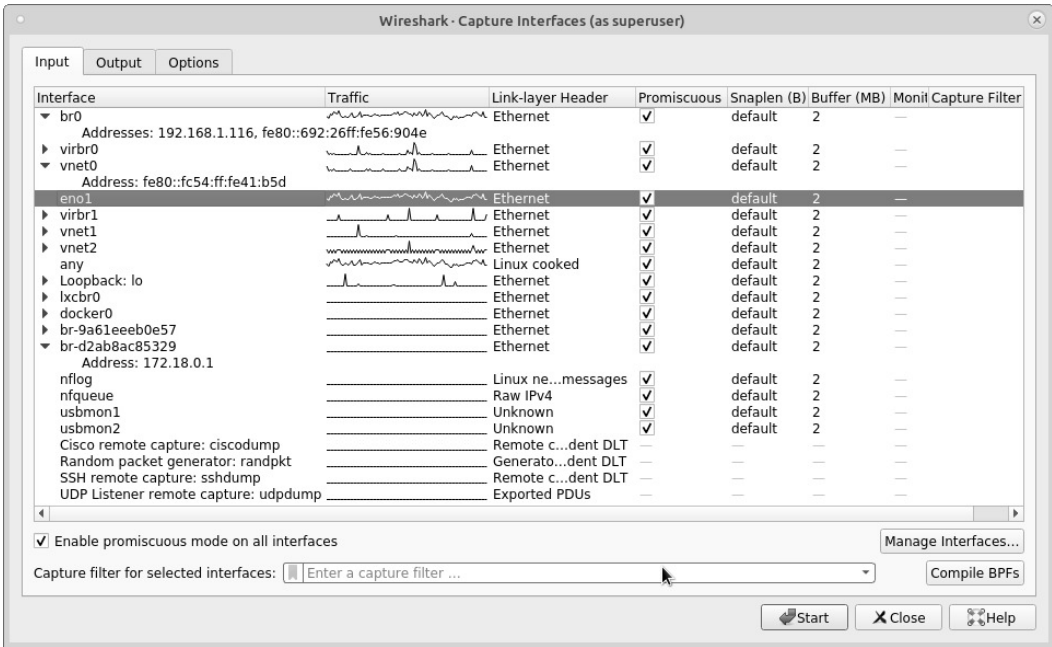 Wireshark · Capture Interfaces (as superuser)
Input Output Options
Interface Traffic Link-layer Header Promiscuous Snaplen (B) Buffer (MB) Monit Capture Filter
br0 Ethernet default 2 —
Addresses: 192.168.1.116, fe80::692:26ff:fe56:904e
virbr0 Ethernet default 2 —
vnet0 Ethernet default 2 —
Address: fe80::fc54:ff:fe41:b5d
eno1 Ethernet default 2 —
virbr1 Ethernet default 2 —
vnet1 Ethernet default 2 —
vnet2 Ethernet default 2 —
any Linux cooked default 2 —
Loopback: lo Ethernet default 2 —
lxcbr0 Ethernet default 2 —
docker0 Ethernet default 2 —
br-9a61eeeb0e57 Ethernet default 2 —
br-d2ab8ac85329 Ethernet default 2 —
Address: 172.18.0.1
nflog Linux ne…messages default 2 —
nfqueue Raw IPv4 default 2 —
usbmon1 Unknown default 2 —
usbmon2 Unknown default 2 —
Cisco remote capture: ciscodump Remote c…dent DLT — — — —
Random packet generator: randpkt Generato…dent DLT — — — —
SSH remote capture: sshdump Remote c…dent DLT — — — —
UDP Listener remote capture: udpdump Exported PDUs — — — —
Enable promiscuous mode on all interfaces Manage Interfaces...
Capture filter for selected interfaces: Enter a capture filter ... Compile BPFs
Start Close Help